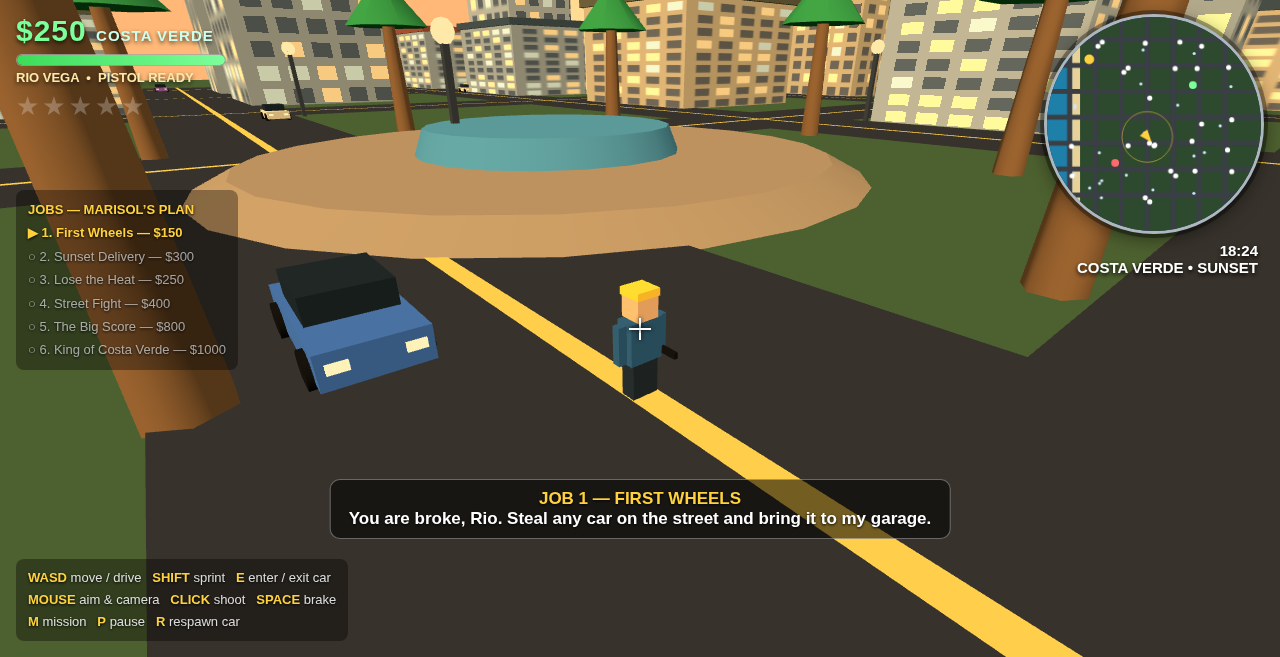 $250 COSTA VERDE
RIO VEGA • PISTOL READY
★★★★★
JOBS — MARISOL'S PLAN
▶ 1. First Wheels — $150
○ 2. Sunset Delivery — $300
○ 3. Lose the Heat — $250
○ 4. Street Fight — $400
○ 5. The Big Score — $800
○ 6. King of Costa Verde — $1000
18:24
COSTA VERDE • SUNSET
JOB 1 — FIRST WHEELS
You are broke, Rio. Steal any car on the street and bring it to my garage.
WASD move / drive SHIFT sprint E enter / exit car
MOUSE aim & camera CLICK shoot SPACE brake
M mission P pause R respawn car